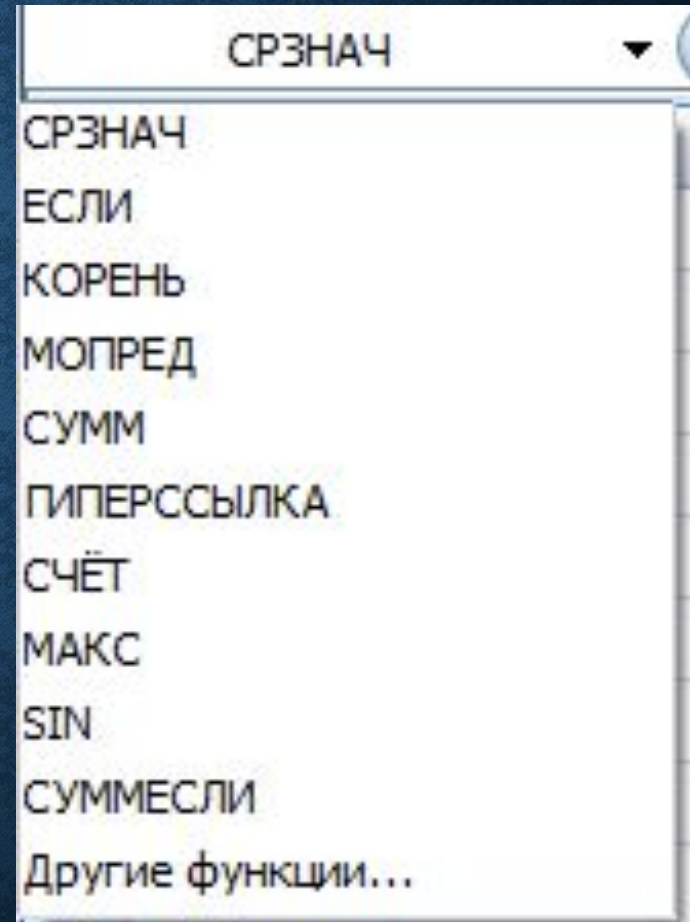 СРЗНАЧ
СРЗНАЧ
ЕСЛИ
КОРЕНЬ
МОПРЕД
СУММ
ГИПЕРССЫЛКА
СЧЁТ
МАКС
SIN
СУММЕСЛИ
Другие функции...